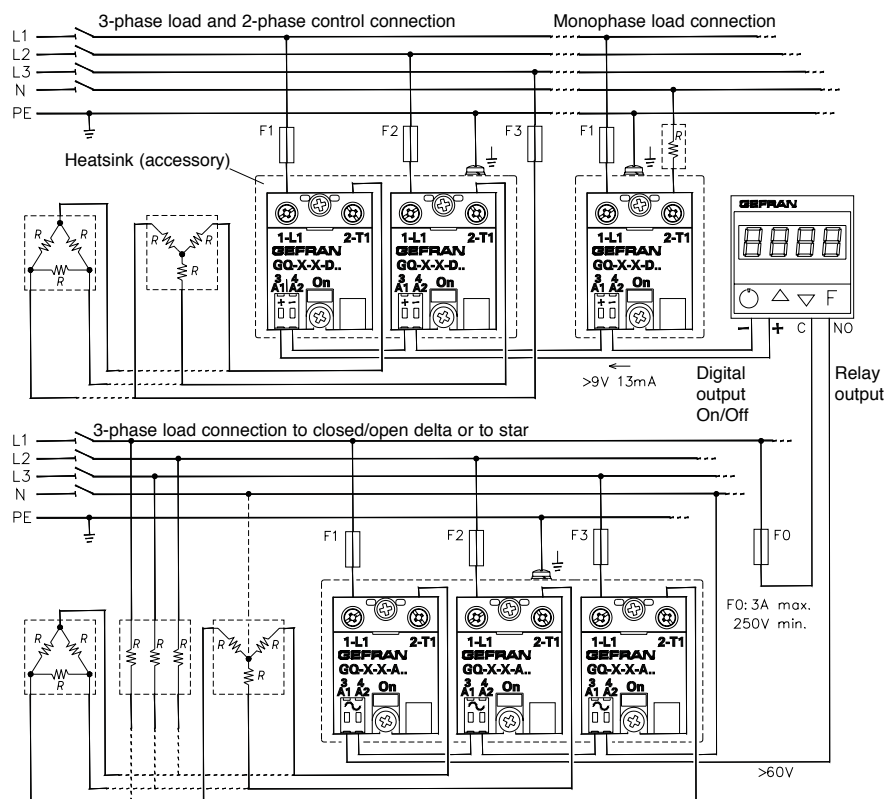 3-phase load and 2-phase control connection
Monophase load connection
L1
L2
L3
N
PE
F1
F2
F3
F1
R
Heatsink (accessory)
1-L1 2-T1
GEFRAN
GQ-X-X-D..
3 4
A1 A2 On
+ -
1-L1 2-T1
GEFRAN
GQ-X-X-D..
3 4
A1 A2 On
+ -
1-L1 2-T1
GEFRAN
GQ-X-X-D..
3 4
A1 A2 On
+ -
GEFRAN
8888
F
- + C NO
R R
R
R R
R
>9V 13mA
Digital
output
On/Off
Relay
output
3-phase load connection to closed/open delta or to star
L1
L2
L3
N
PE
F1
F2
F3
F0
F0: 3A max.
250V min.
R R
R
R R R
R R
R
1-L1 2-T1
GEFRAN
GQ-X-X-A..
3 4
A1 A2 On
1-L1 2-T1
GEFRAN
GQ-X-X-A..
3 4
A1 A2 On
1-L1 2-T1
GEFRAN
GQ-X-X-A..
3 4
A1 A2 On
>60V